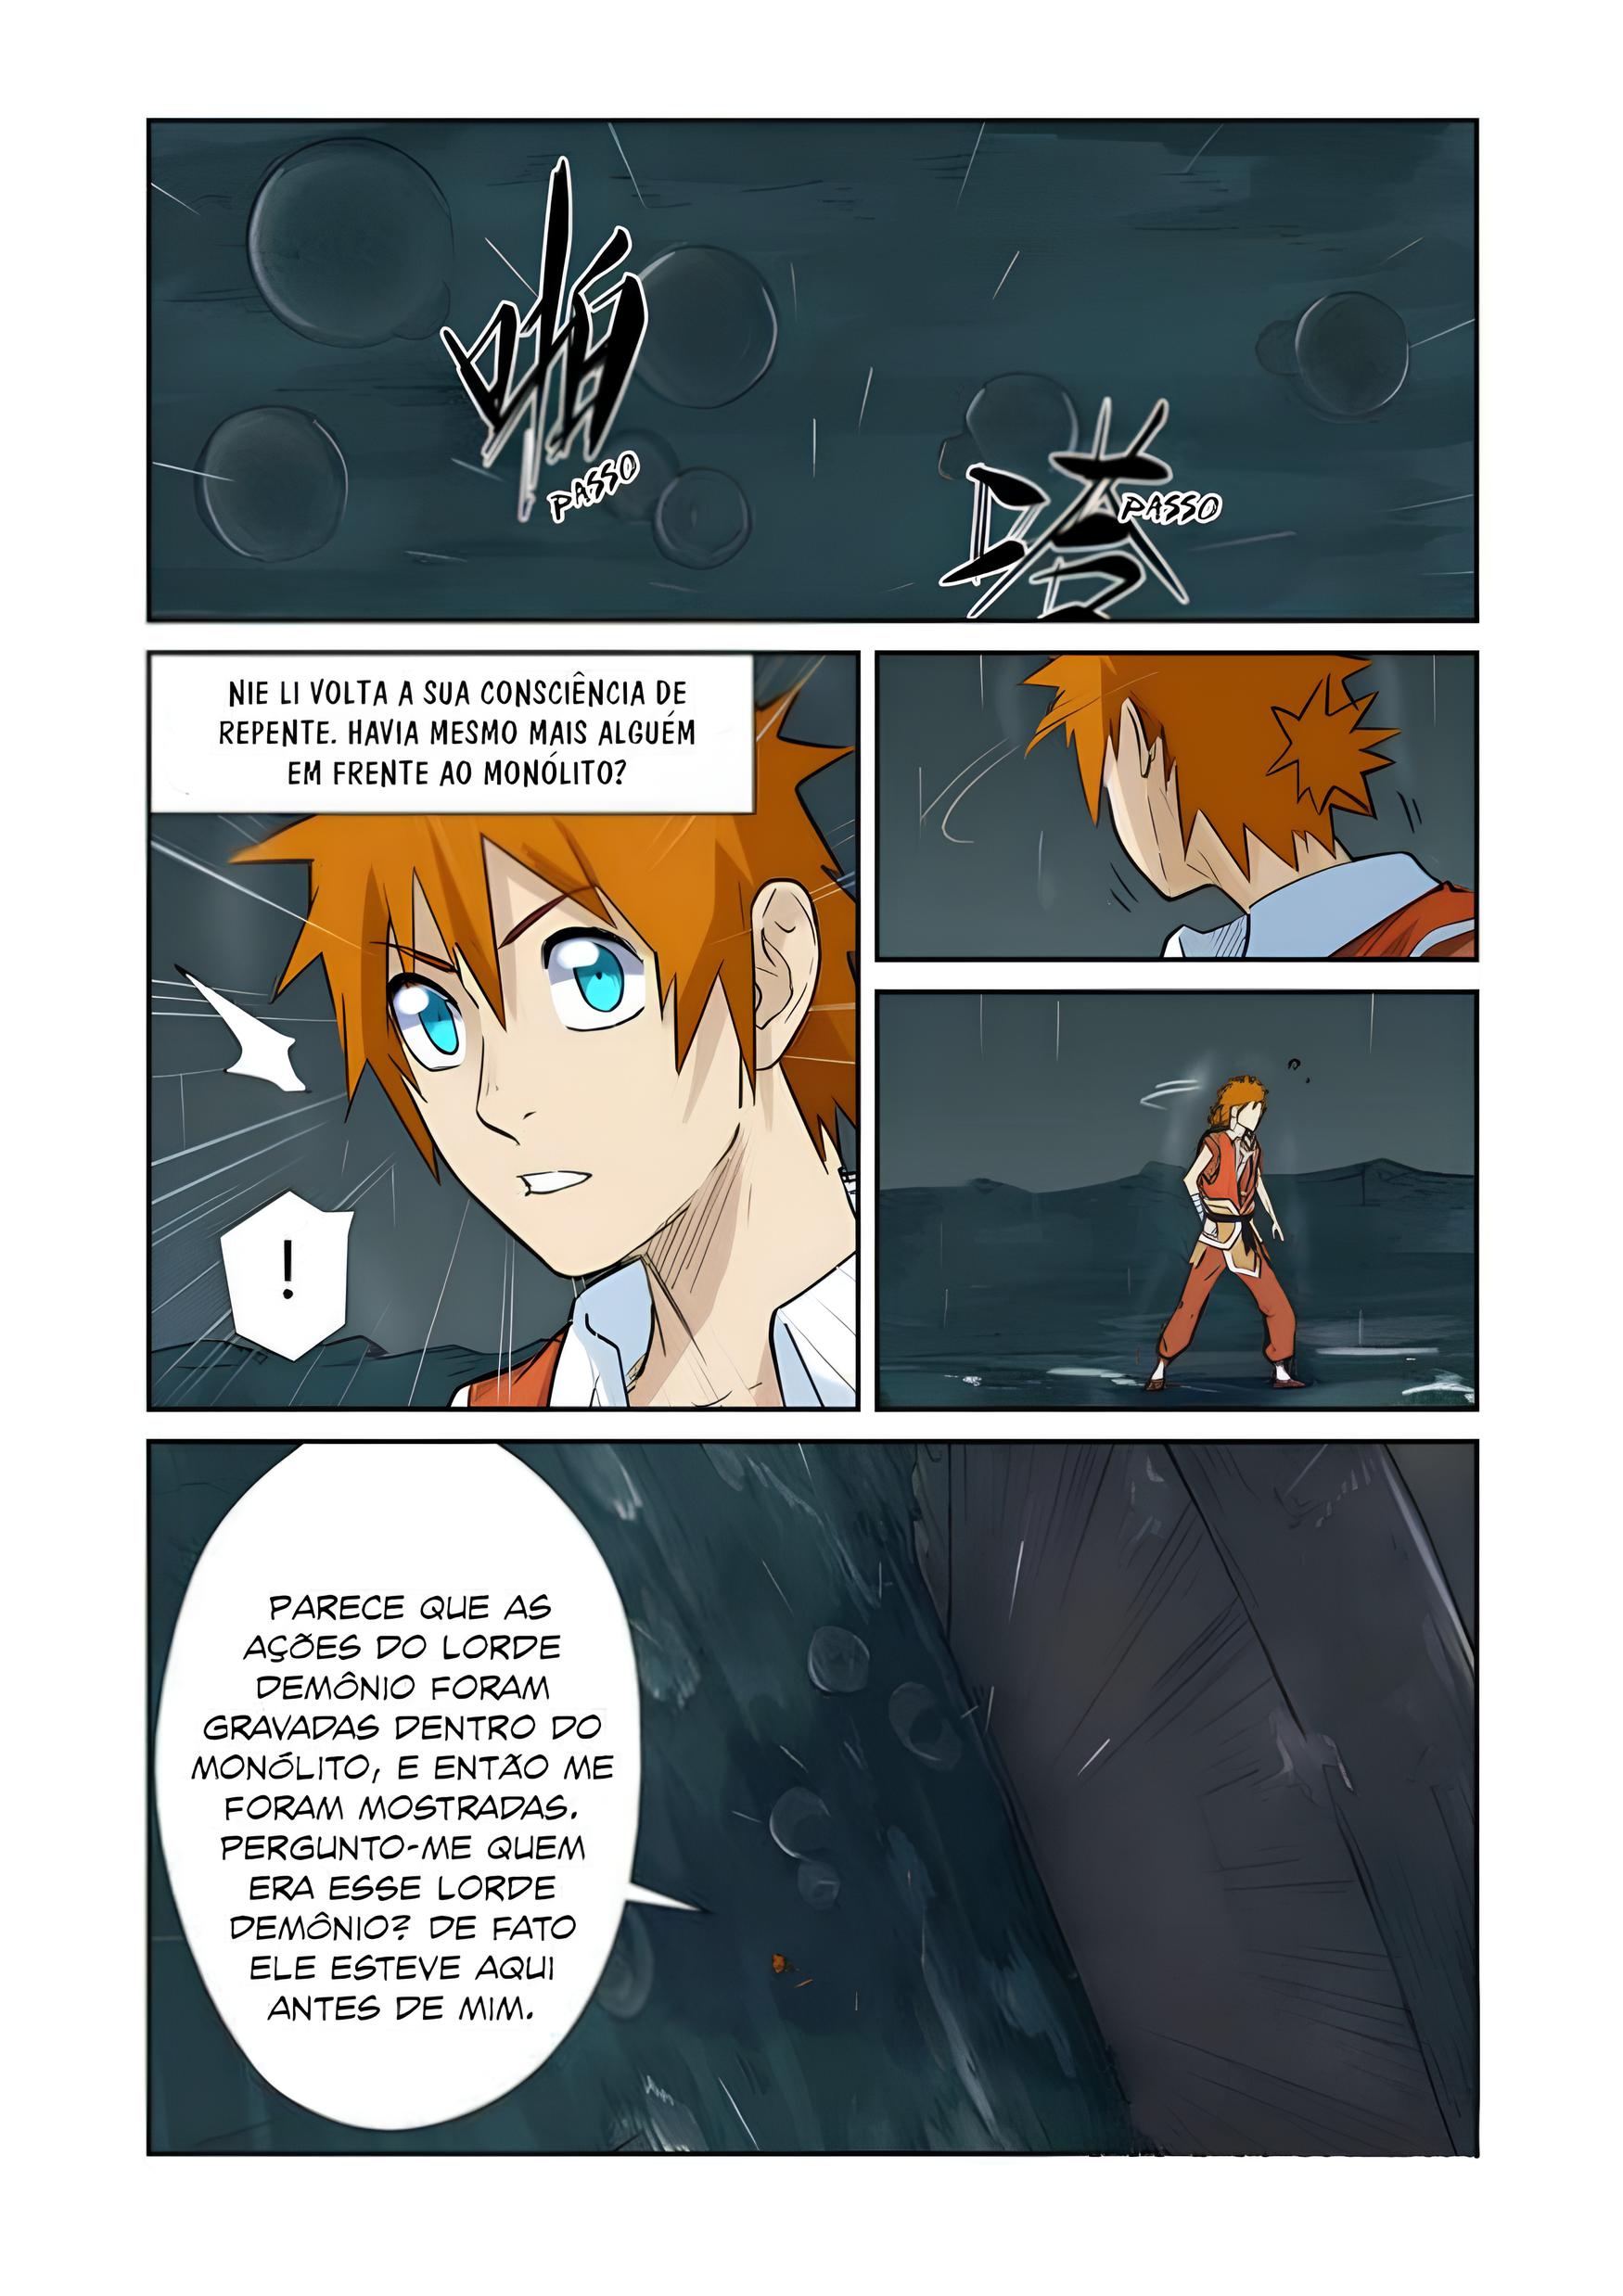 啪
PASSO
嗒
PASSO
NIE LI VOLTA A SUA CONSCIÊNCIA DE
REPENTE. HAVIA MESMO MAIS ALGUÉM
EM FRENTE AO MONÓLITO?
!
PARECE QUE AS
AÇÕES DO LORDE
DEMÔNIO FORAM
GRAVADAS DENTRO DO
MONÓLITO, E ENTÃO ME
FORAM MOSTRADAS.
PERGUNTO-ME QUEM
ERA ESSE LORDE
DEMÔNIO? DE FATO
ELE ESTEVE AQUI
ANTES DE MIM.